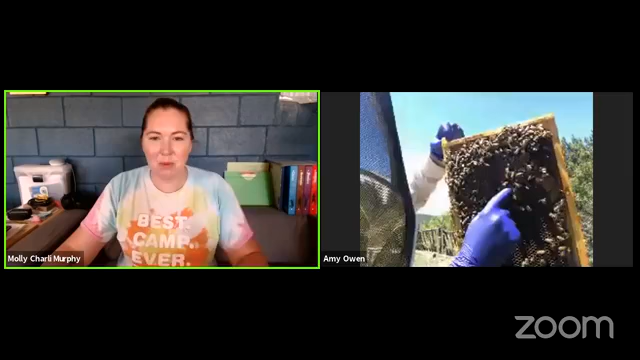 BEST.
CAMP.
EVER.
Molly Charli Murphy
Amy Owen
zoom